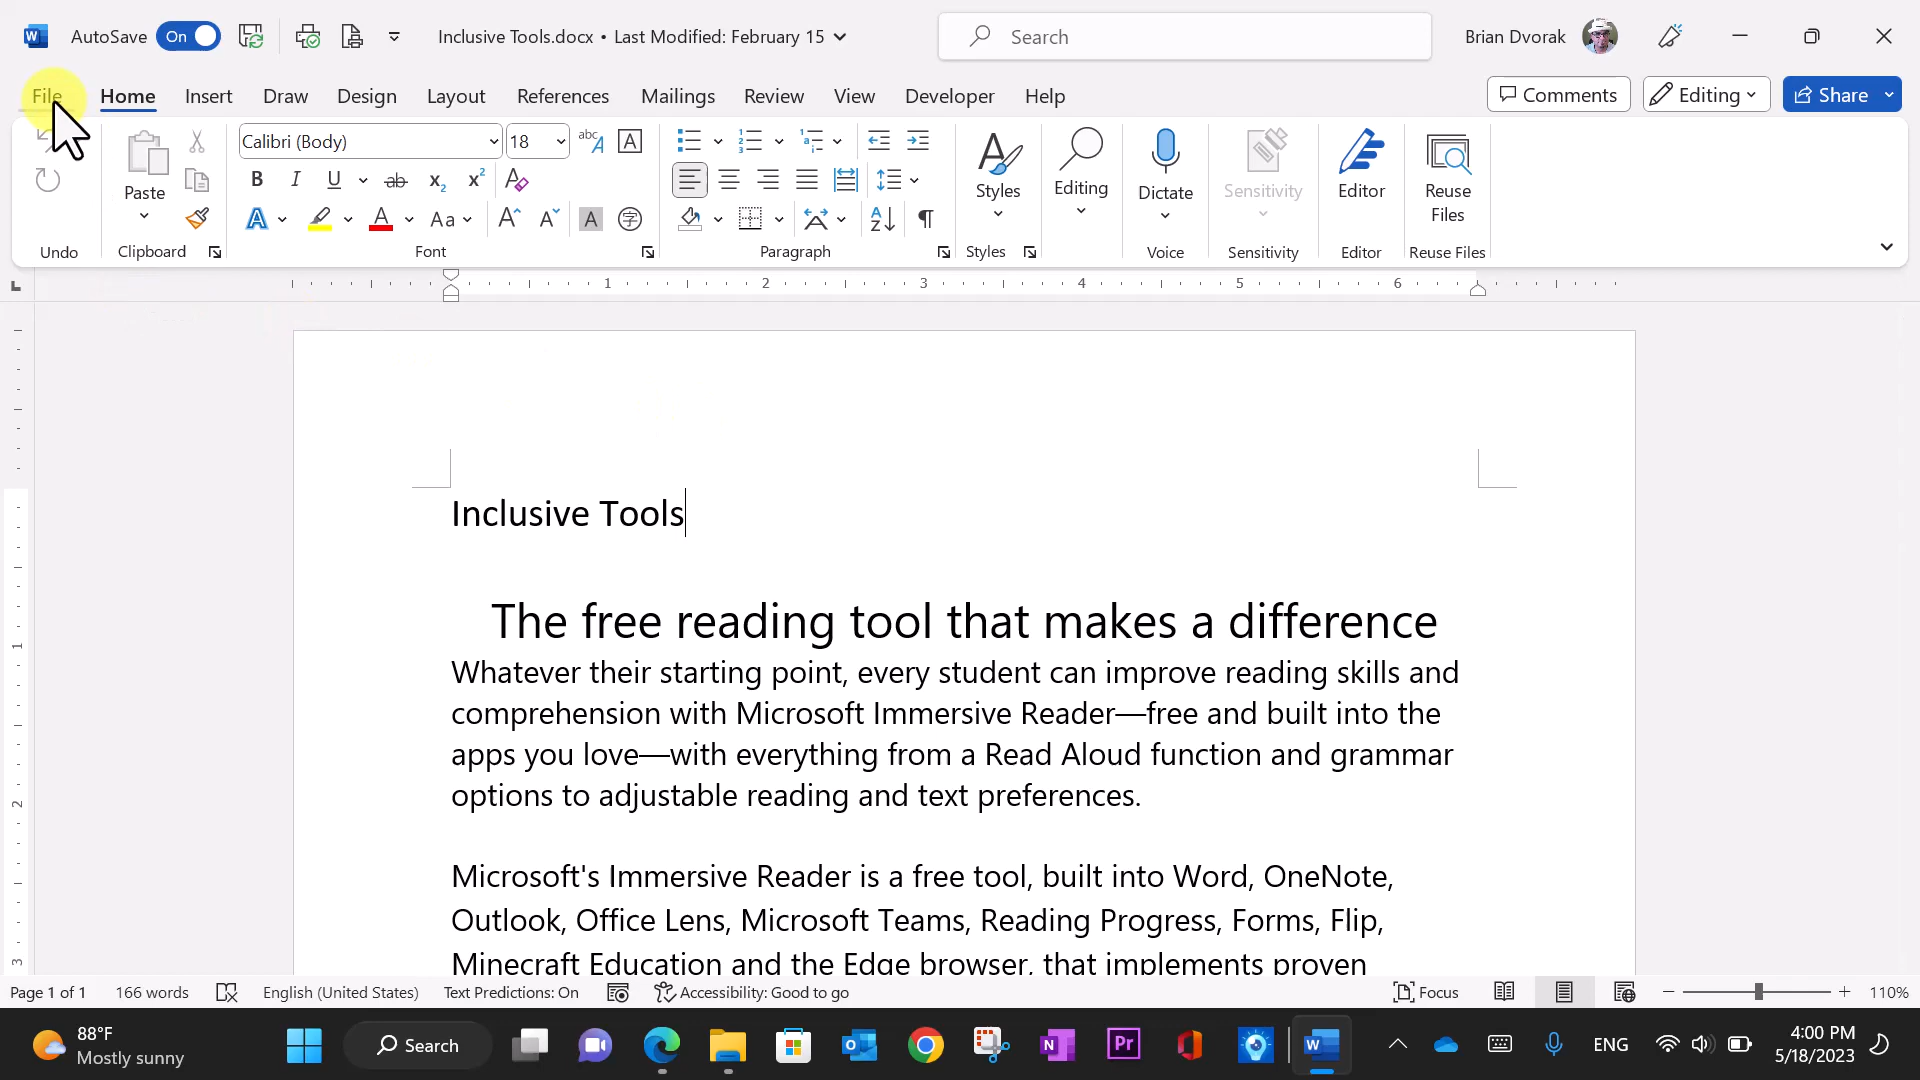 AutoSave On Inclusive Tools.docx • Last Modified: February 15 Search Brian Dvorak
File Home Insert Draw Design Layout References Mailings Review View Developer Help Comments Editing Share
Calibri (Body) 18
Paste
Styles
Editing
Dictate
Sensitivity
Editor
Reuse
Files
Undo Clipboard Font Paragraph Styles Voice Sensitivity Editor Reuse Files
1 2 3 4 5 6
Inclusive Tools
The free reading tool that makes a difference
Whatever their starting point, every student can improve reading skills and
comprehension with Microsoft Immersive Reader—free and built into the
apps you love—with everything from a Read Aloud function and grammar
options to adjustable reading and text preferences.
Microsoft's Immersive Reader is a free tool, built into Word, OneNote,
Outlook, Office Lens, Microsoft Teams, Reading Progress, Forms, Flip,
Minecraft Education and the Edge browser, that implements proven
Page 1 of 1 166 words English (United States) Text Predictions: On Accessibility: Good to go Focus 110%
88°F
Mostly sunny
Search
ENG
4:00 PM
5/18/2023